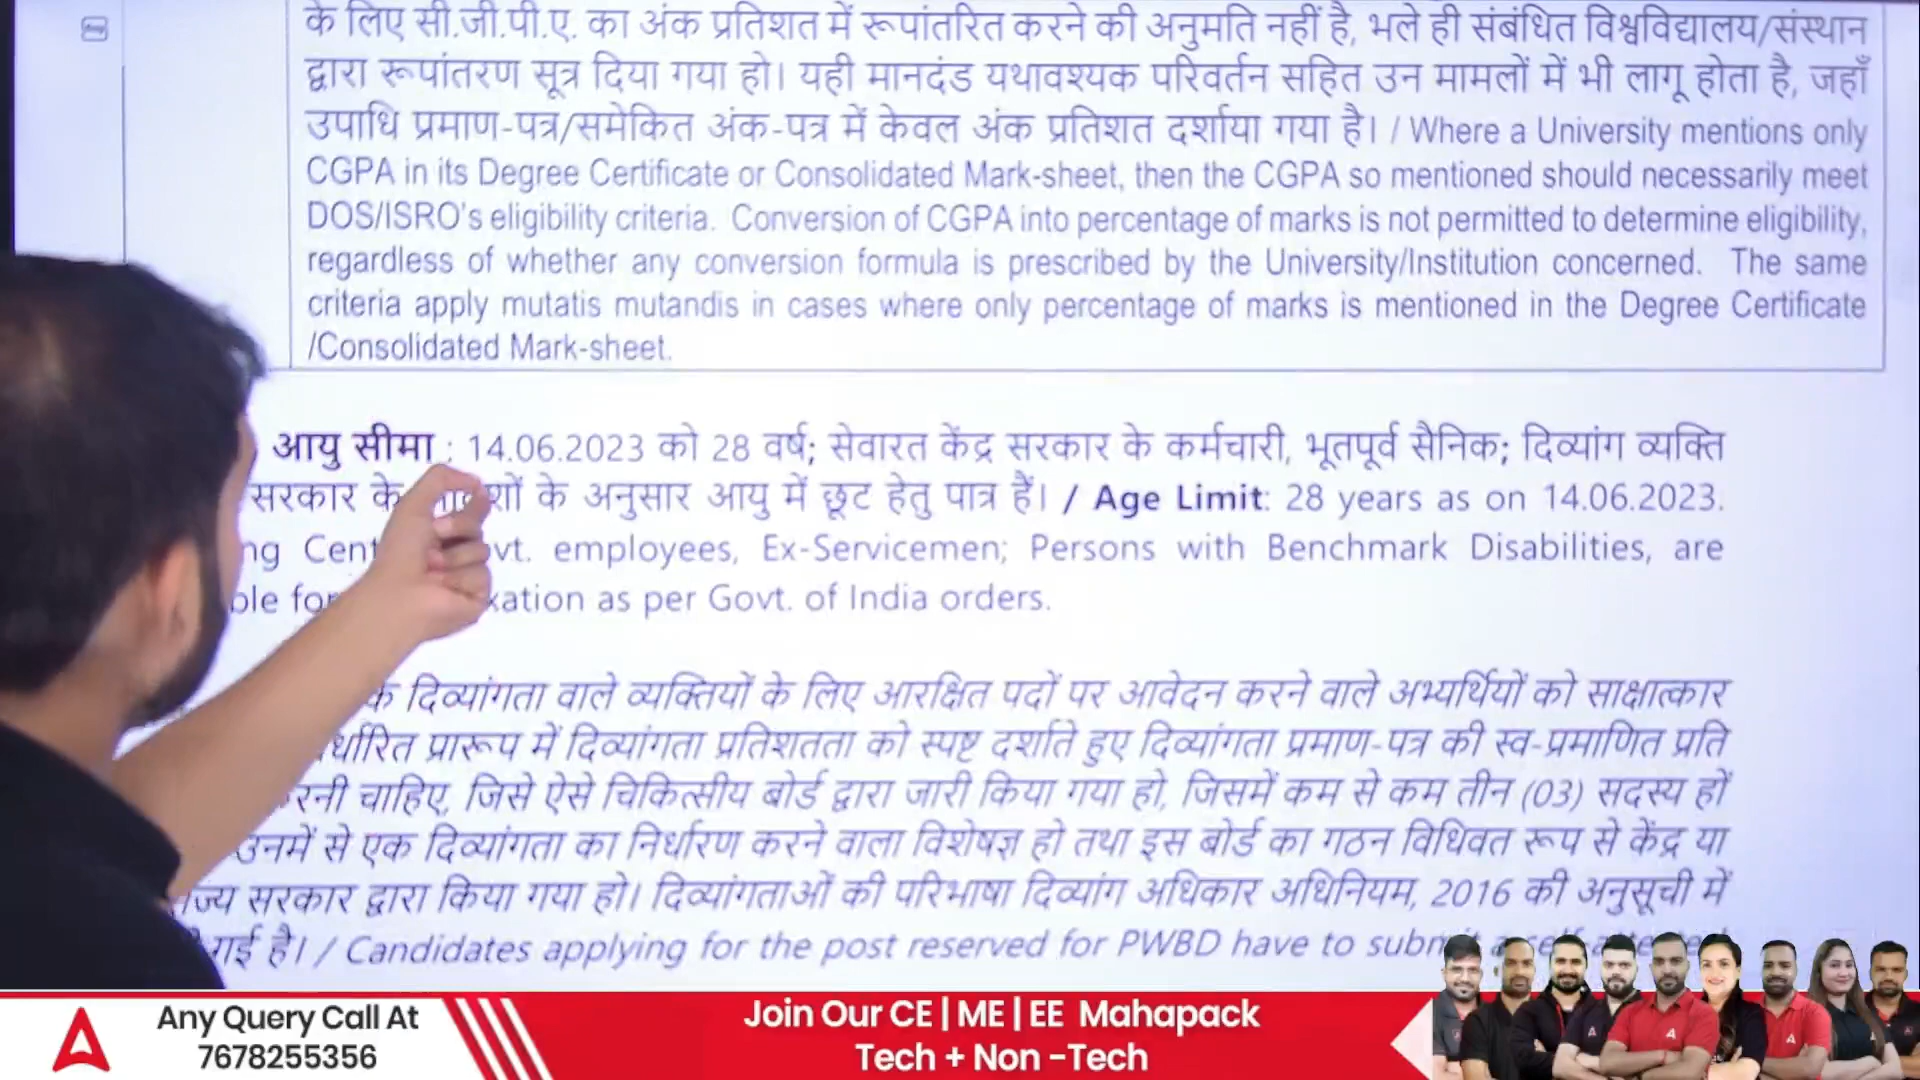 के लिए सी.जी.पी.ए. का अंक प्रतिशत में रूपांतरित करने की अनुमति नहीं है, भले ही संबंधित विश्वविद्यालय/संस्थान
द्वारा रूपांतरण सूत्र दिया गया हो। यही मानदंड यथावश्यक परिवर्तन सहित उन मामलों में भी लागू होता है, जहाँ
उपाधि प्रमाण-पत्र/समेकित अंक-पत्र में केवल अंक प्रतिशत दर्शाया गया है। / Where a University mentions only
CGPA in its Degree Certificate or Consolidated Mark-sheet, then the CGPA so mentioned should necessarily meet
DOS/ISRO's eligibility criteria. Conversion of CGPA into percentage of marks is not permitted to determine eligibility,
regardless of whether any conversion formula is prescribed by the University/Institution concerned. The same
criteria apply mutatis mutandis in cases where only percentage of marks is mentioned in the Degree Certificate
/Consolidated Mark-sheet.
आयु सीमा : 14.06.2023 को 28 वर्ष; सेवारत केंद्र सरकार के कर्मचारी, भूतपूर्व सैनिक; दिव्यांग व्यक्ति
सरकार के के अनुसार आयु में छूट हेतु पात्र हैं। / Age Limit: 28 years as on 14.06.2023.
employees, Ex-Servicemen; Persons with Benchmark Disabilities, are
as per Govt. of India orders.
दिव्यांगता वाले व्यक्तियों के लिए आरक्षित पदों पर आवेदन करने वाले अभ्यर्थियों को साक्षात्कार
प्रारूप में दिव्यांगता प्रतिशतता को स्पष्ट दर्शाते हुए दिव्यांगता प्रमाण-पत्र की स्व-प्रमाणित प्रति
चाहिए, जिसे ऐसे चिकित्सीय बोर्ड द्वारा जारी किया गया हो, जिसमें कम से कम तीन (03) सदस्य हों
उनमें से एक दिव्यांगता का निर्धारण करने वाला विशेषज्ञ हो तथा इस बोर्ड का गठन विधिवत रूप से केंद्र या
सरकार द्वारा किया गया हो। दिव्यांगताओं की परिभाषा दिव्यांग अधिकार अधिनियम, 2016 की अनुसूची में
गई है। / Candidates applying for the post reserved for PWBD have to
Any Query Call At
7678255356
Join Our CE | ME | EE Mahapack
Tech + Non -Tech